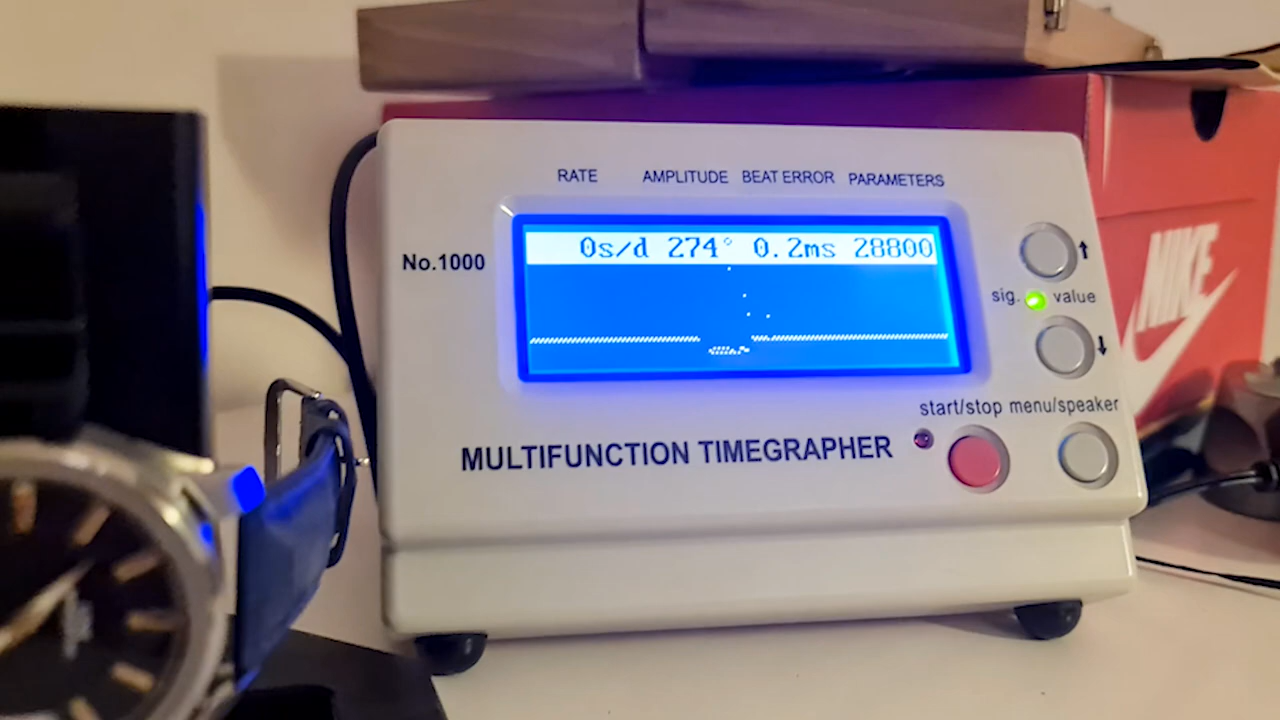 RATE AMPLITUDE BEAT ERROR PARAMETERS
No.1000
0s/d 274° 0.2ms 28800
sig. value
NIKE
start/stop menu/speaker
MULTIFUNCTION TIMEGRAPHER